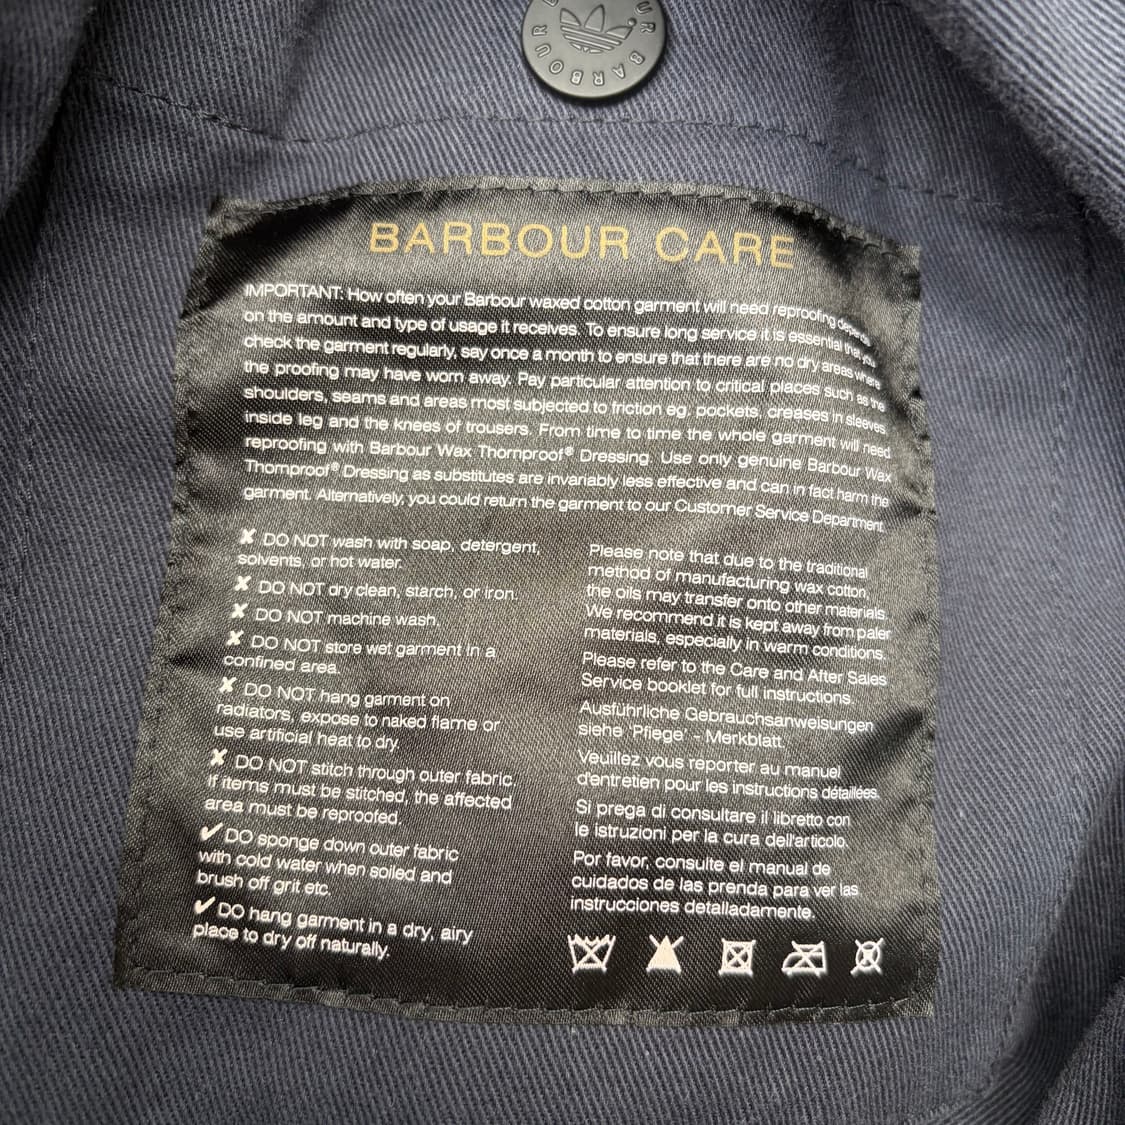 BARBOUR BARBOUR
BARBOUR CARE
IMPORTANT: How often your Barbour waxed cotton garment will need reproofing depends
on the amount and type of usage it receives. To ensure long service it is essential that you
check the garment regularly, say once a month to ensure that there are no dry areas where
the proofing may have worn away. Pay particular attention to critical places such as the
shoulders, seams and areas most subjected to friction eg. pockets, creases in sleeves,
inside leg and the knees of trousers. From time to time the whole garment will need
reproofing with Barbour Wax Thornproof® Dressing. Use only genuine Barbour Wax
Thornproof® Dressing as substitutes are invariably less effective and can in fact harm the
garment. Alternatively, you could return the garment to our Customer Service Department.
✘ DO NOT wash with soap, detergent,
solvents, or hot water.
✘ DO NOT dry clean, starch, or iron.
✘ DO NOT machine wash.
✘ DO NOT store wet garment in a
confined area.
✘ DO NOT hang garment on
radiators, expose to naked flame or
use artificial heat to dry.
✘ DO NOT stitch through outer fabric.
If items must be stitched, the affected
area must be reproofed.
✔ DO sponge down outer fabric
with cold water when soiled and
brush off grit etc.
✔ DO hang garment in a dry, airy
place to dry off naturally.
Please note that due to the traditional
method of manufacturing wax cotton,
the oils may transfer onto other materials.
We recommend it is kept away from paler
materials, especially in warm conditions.
Please refer to the Care and After Sales
Service booklet for full instructions.
Ausführliche Gebrauchsanweisungen
siehe 'Pflege' - Merkblatt.
Veuillez vous reporter au manuel
d'entretien pour les instructions détaillées.
Si prega di consultare il libretto con
le istruzioni per la cura dell'articolo.
Por favor, consulte el manual de
cuidados de las prenda para ver las
instrucciones detalladamente.